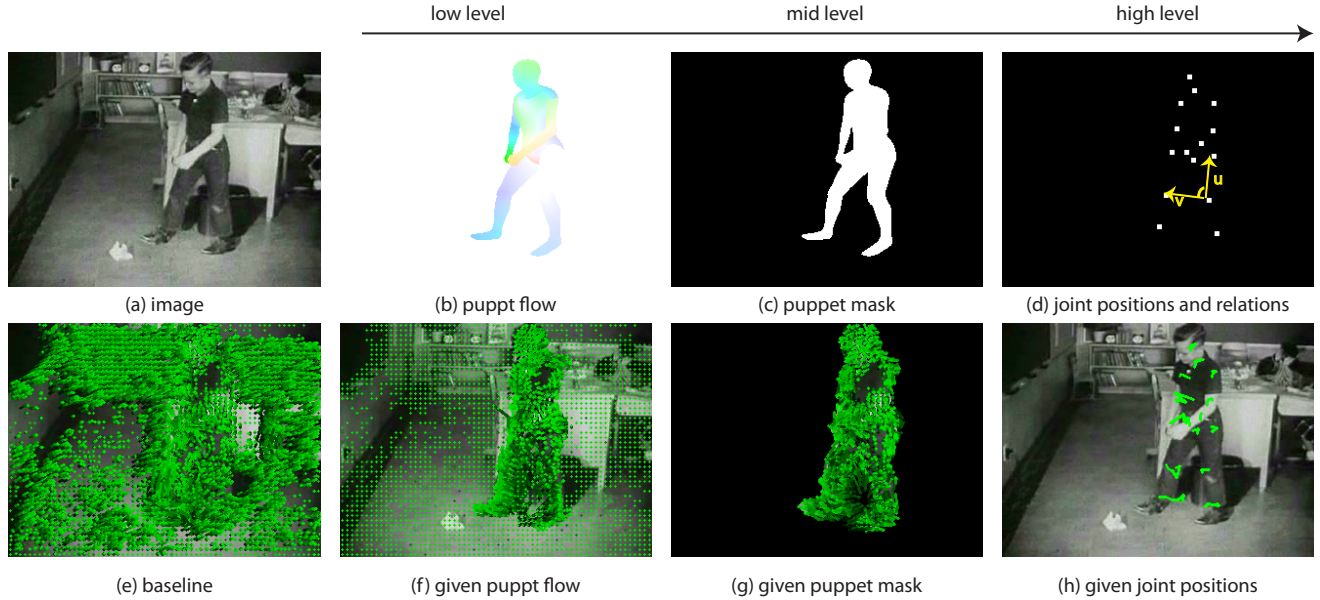 low level mid level high level
u
v
(a) image (b) puppt flow (c) puppet mask (d) joint positions and relations
(e) baseline (f) given puppt flow (g) given puppet mask (h) given joint positions